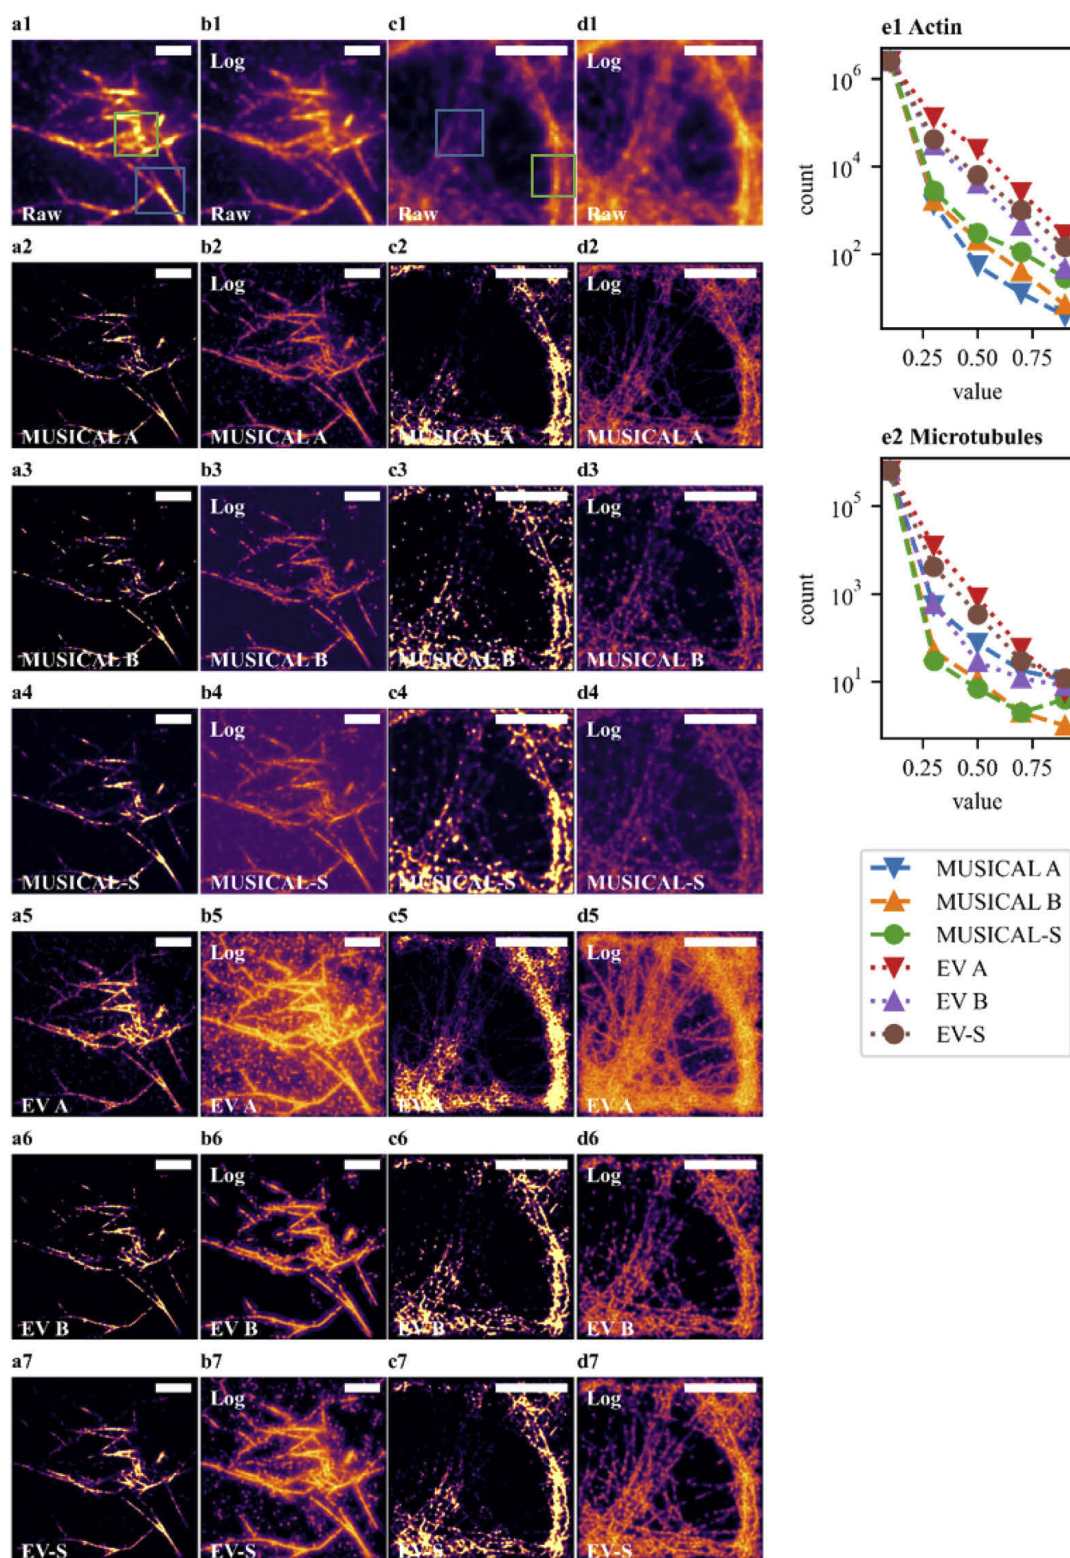 a1 b1 c1 d1 e1 Actin
Log Log
Raw Raw Raw Raw
10^6
10^4
10^2
count
0.25 0.50 0.75
value
a2 b2 c2 d2
Log Log
MUSICAL A MUSICAL A MUSICAL A MUSICAL A
e2 Microtubules
a3 b3 c3 d3
Log Log
MUSICAL B MUSICAL B MUSICAL B MUSICAL B
10^5
10^3
10^1
count
0.25 0.50 0.75
value
a4 b4 c4 d4
Log Log
MUSICAL-S MUSICAL-S MUSICAL-S MUSICAL-S
MUSICAL A
MUSICAL B
MUSICAL-S
EV A
EV B
EV-S
a5 b5 c5 d5
Log Log
EV A EV A EV A EV A
a6 b6 c6 d6
Log Log
EV B EV B EV B EV B
a7 b7 c7 d7
Log Log
EV-S EV-S EV-S EV-S